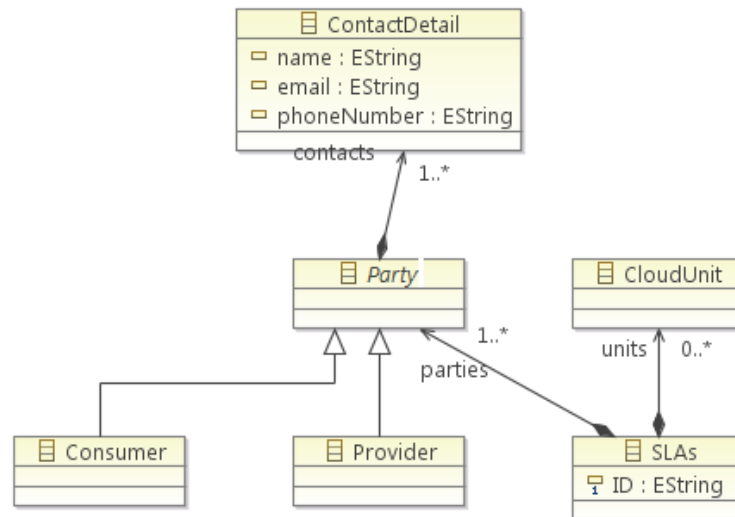 ContactDetail
name : EString
email : EString
phoneNumber : EString
contacts
1..*
Party
CloudUnit
1..*
parties
units
0..*
Consumer
Provider
SLAs
1
ID : EString